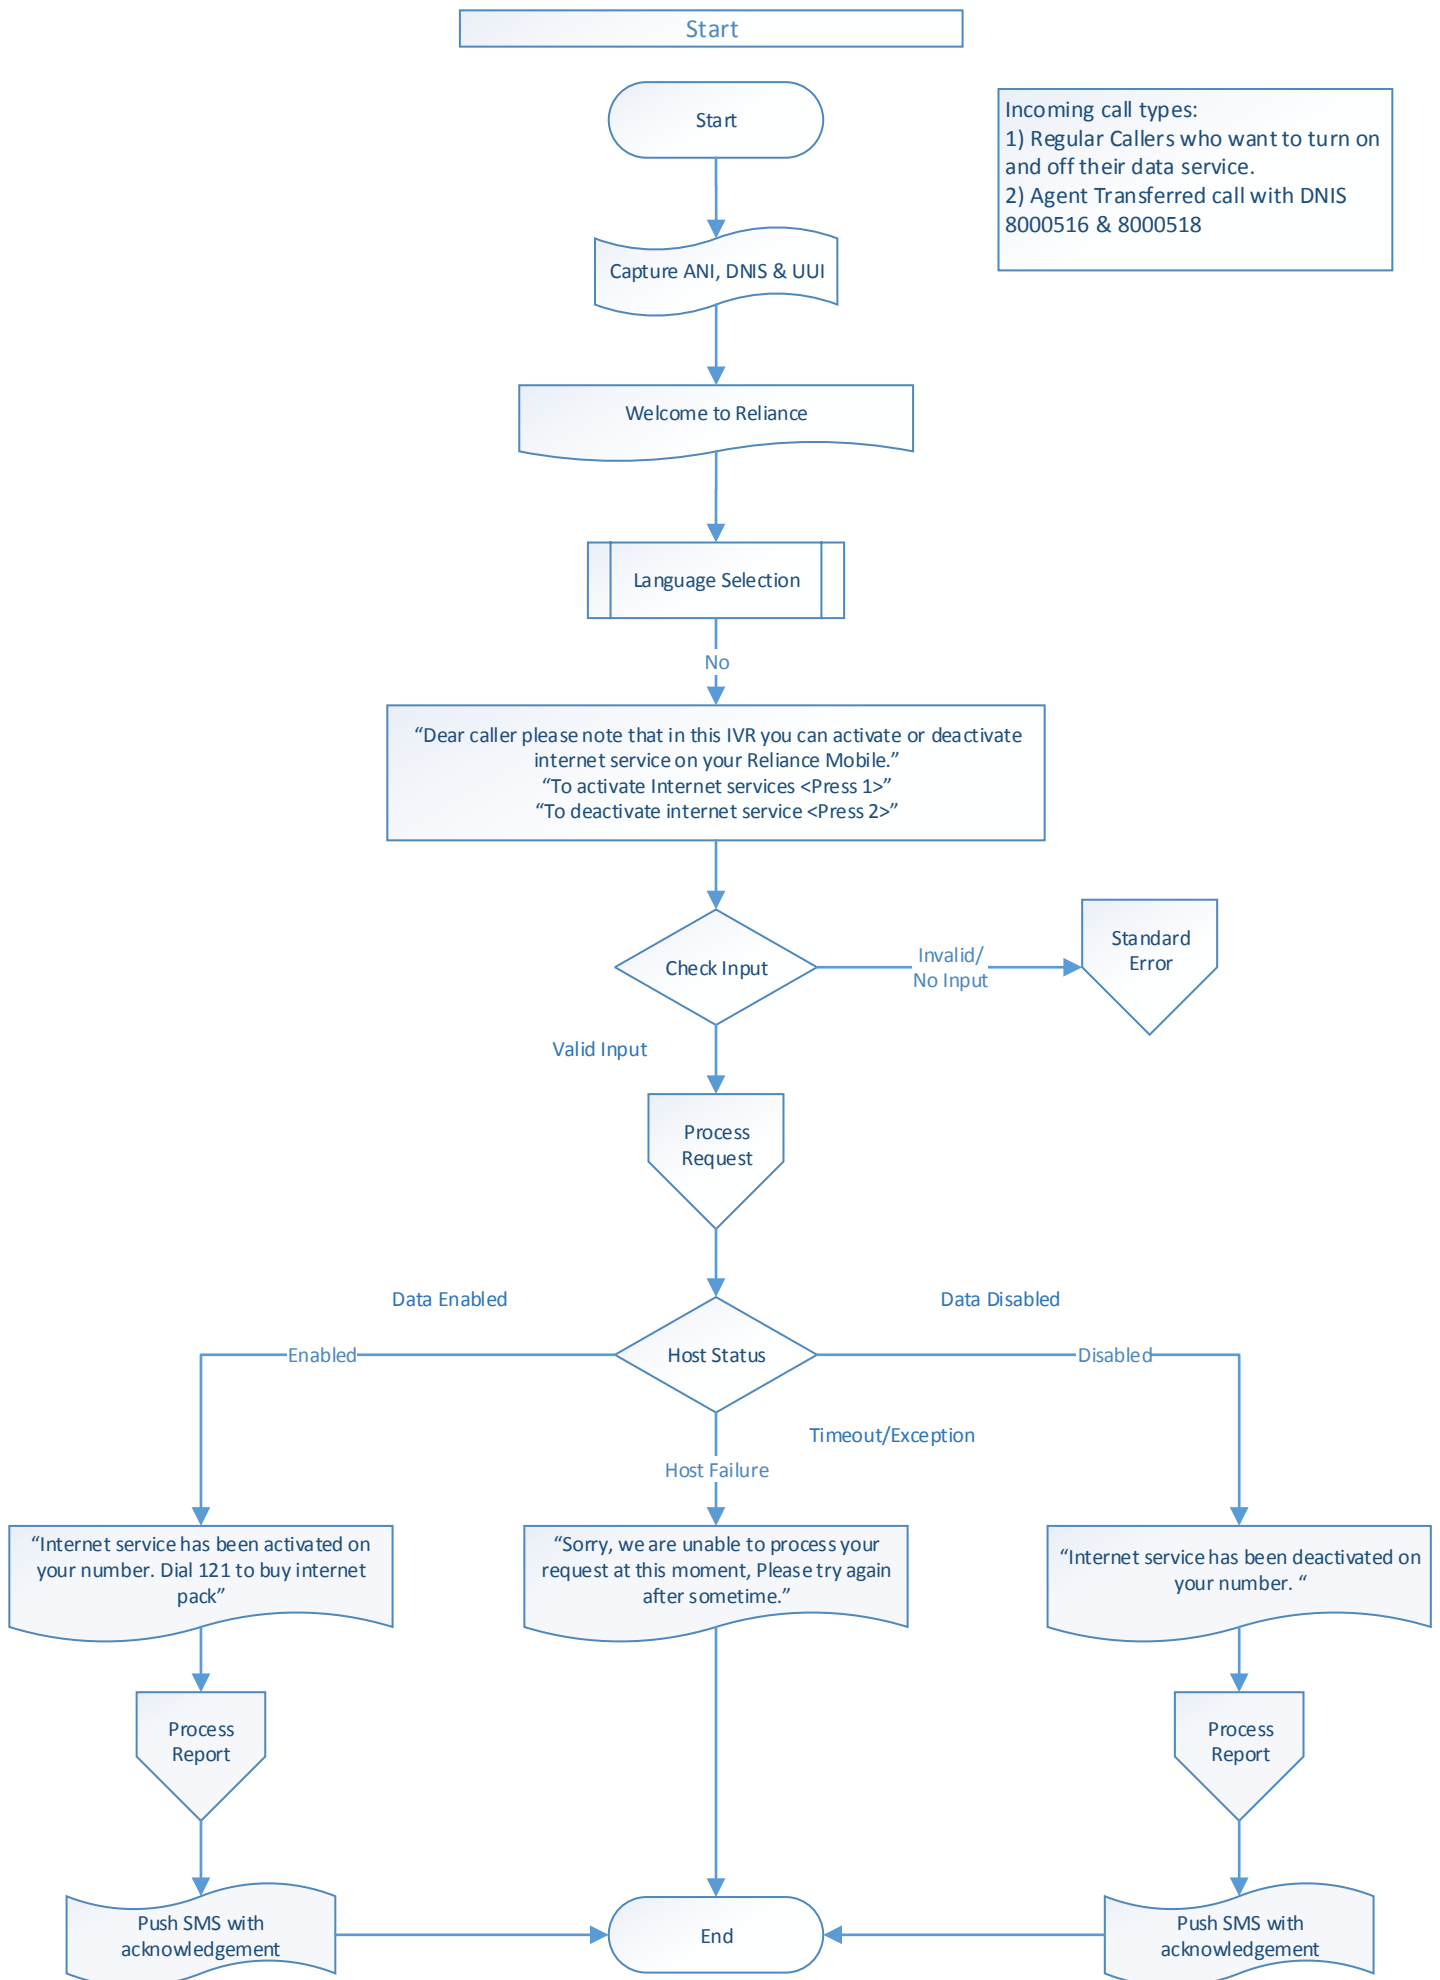 Start
Start
Incoming call types:
1) Regular Callers who want to turn on
and off their data service.
2) Agent Transferred call with DNIS
8000516 & 8000518
Capture ANI, DNIS & UUI
Welcome to Reliance
Language Selection
No
“Dear caller please note that in this IVR you can activate or deactivate
internet service on your Reliance Mobile.”
“To activate Internet services <Press 1>”
“To deactivate internet service <Press 2>”
Check Input
Invalid/
No Input
Standard
Error
Valid Input
Process
Request
Data Enabled
Data Disabled
Enabled
Host Status
Disabled
Timeout/Exception
Host Failure
“Internet service has been activated on
your number. Dial 121 to buy internet
pack”
“Sorry, we are unable to process your
request at this moment, Please try again
after sometime.”
“Internet service has been deactivated on
your number. “
Process
Report
Process
Report
Push SMS with
acknowledgement
End
Push SMS with
acknowledgement